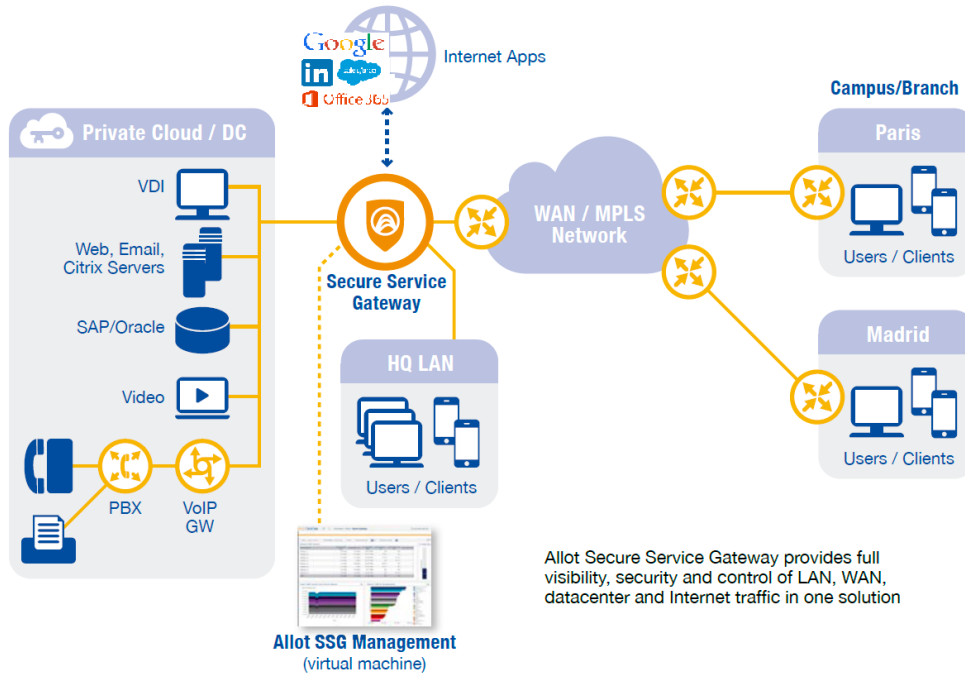 Google
in
salesforce
Office 365
Internet Apps
Campus/Branch
Private Cloud / DC
Paris
VDI
WAN / MPLS
Network
Web, Email,
Citrix Servers
Users / Clients
Secure Service
Gateway
SAP/Oracle
Madrid
HQ LAN
Video
Users / Clients
Users / Clients
PBX
VoIP
GW
Allot Secure Service Gateway provides full
visibility, security and control of LAN, WAN,
datacenter and Internet traffic in one solution
Allot SSG Management
(virtual machine)